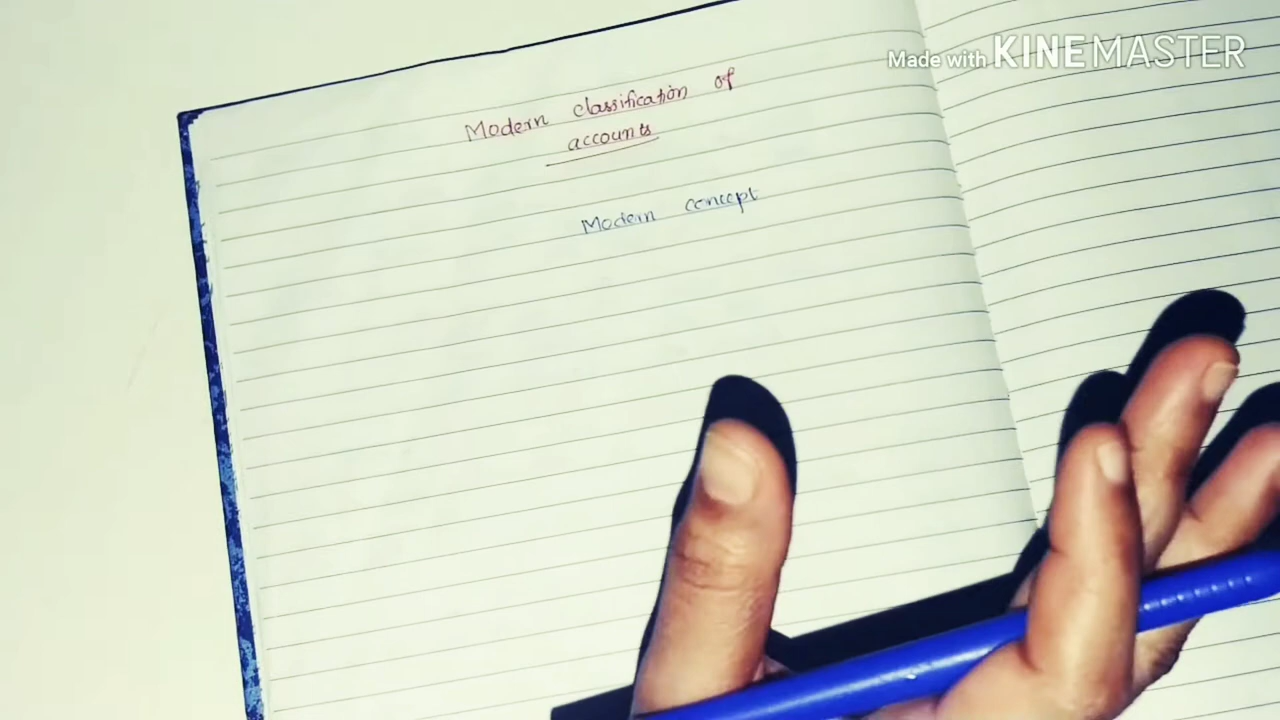 Made with KINEMASTER
Modern classification of
accounts
Modern concept